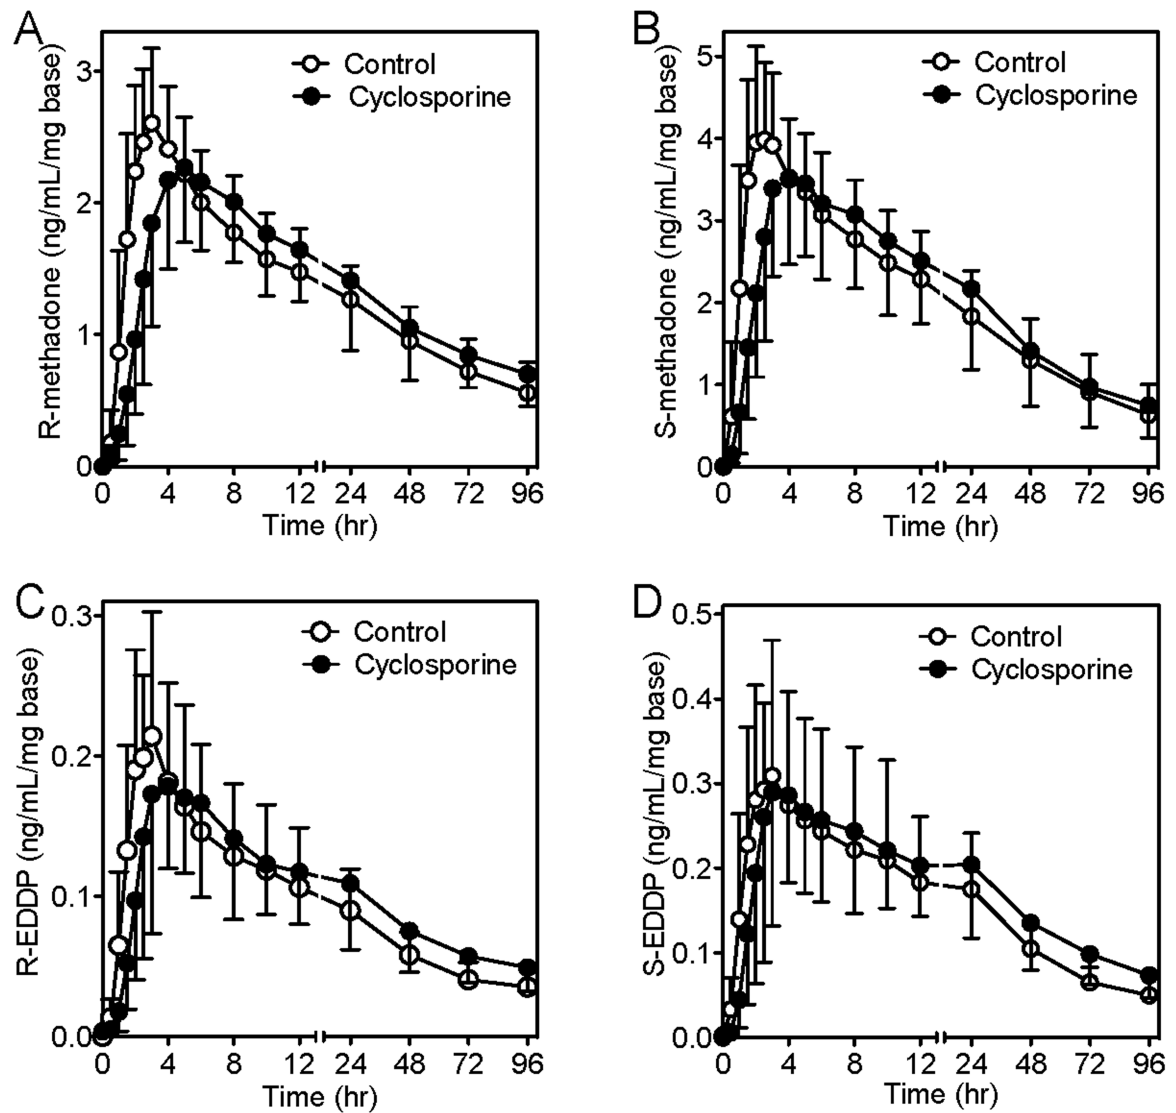 A
R-methadone (ng/mL/mg base)
3
2
1
0
Control
Cyclosporine
0 4 8 12 24 48 72 96
Time (hr)
B
S-methadone (ng/mL/mg base)
5
4
3
2
1
0
Control
Cyclosporine
0 4 8 12 24 48 72 96
Time (hr)
C
R-EDDP (ng/mL/mg base)
0.3
0.2
0.1
0.0
Control
Cyclosporine
0 4 8 12 24 48 72 96
Time (hr)
D
S-EDDP (ng/mL/mg base)
0.5
0.4
0.3
0.2
0.1
0.0
Control
Cyclosporine
0 4 8 12 24 48 72 96
Time (hr)